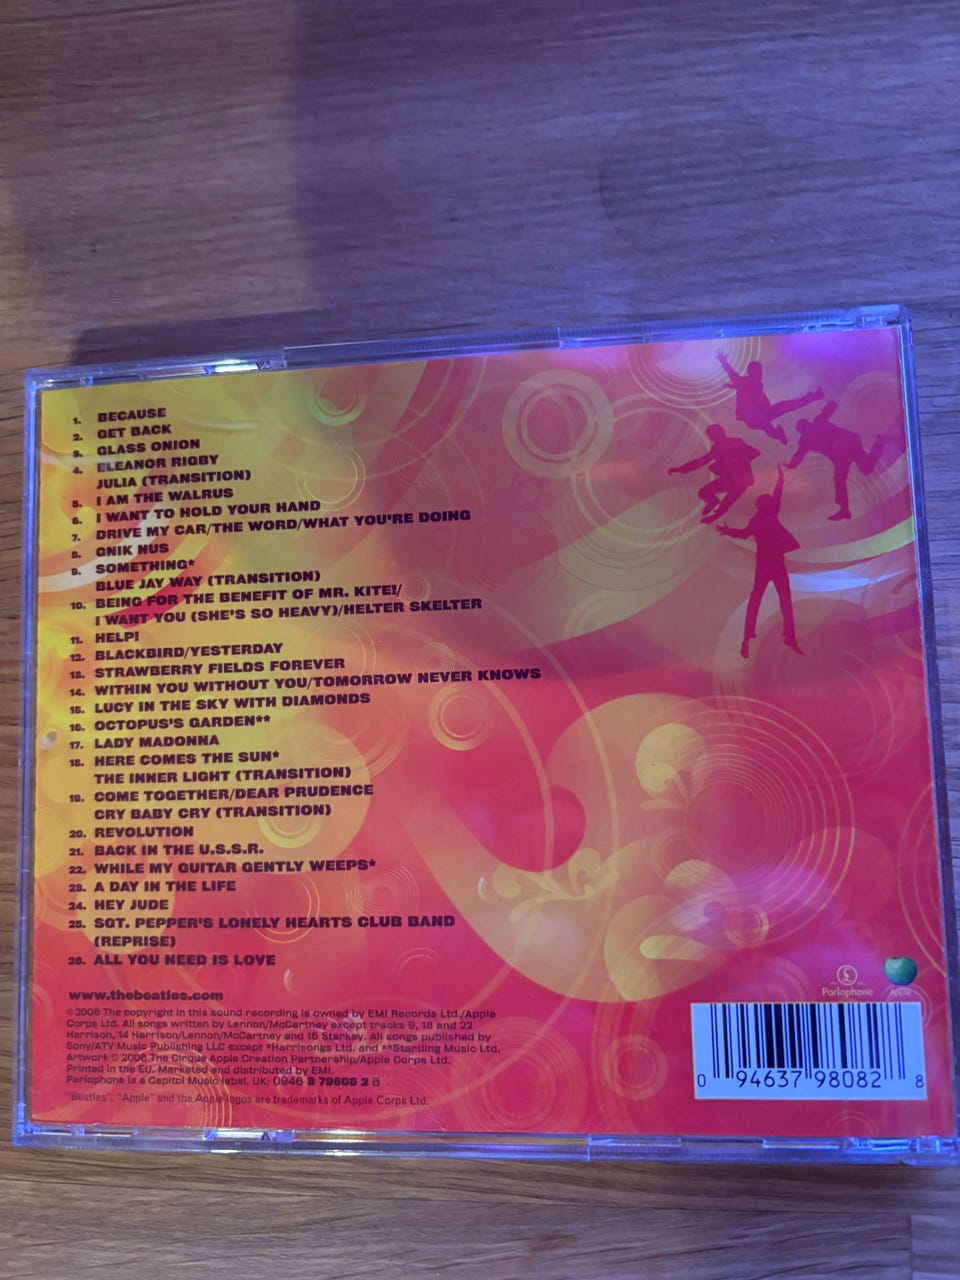 1. BECAUSE
2. GET BACK
3. GLASS ONION
4. ELEANOR RIGBY
JULIA (TRANSITION)
5. I AM THE WALRUS
6. I WANT TO HOLD YOUR HAND
7. DRIVE MY CAR/THE WORD/WHAT YOU'RE DOING
8. GNIK NUS
9. SOMETHING*
BLUE JAY WAY (TRANSITION)
10. BEING FOR THE BENEFIT OF MR. KITE!/
I WANT YOU (SHE'S SO HEAVY)/HELTER SKELTER
11. HELP!
12. BLACKBIRD/YESTERDAY
13. STRAWBERRY FIELDS FOREVER
14. WITHIN YOU WITHOUT YOU/TOMORROW NEVER KNOWS
15. LUCY IN THE SKY WITH DIAMONDS
16. OCTOPUS'S GARDEN**
17. LADY MADONNA
18. HERE COMES THE SUN*
THE INNER LIGHT (TRANSITION)
19. COME TOGETHER/DEAR PRUDENCE
CRY BABY CRY (TRANSITION)
20. REVOLUTION
21. BACK IN THE U.S.S.R.
22. WHILE MY GUITAR GENTLY WEEPS*
23. A DAY IN THE LIFE
24. HEY JUDE
25. SGT. PEPPER'S LONELY HEARTS CLUB BAND
(REPRISE)
26. ALL YOU NEED IS LOVE
www.thebeatles.com
℗2006 The copyright in this sound recording is owned by EMI Records Ltd./Apple
Corps Ltd. All songs written by Lennon/McCartney except tracks 9, 18 and 22
Harrison, 14 Harrison/Lennon/McCartney and 16 Starkey. All songs published by
Sony/ATV Music Publishing LLC except *Harrisongs Ltd. and **Startling Music Ltd.
Artwork © 2006 The Cirque Apple Creation Partnership/Apple Corps Ltd.
Printed in the EU. Marketed and distributed by EMI.
Parlophone is a Capitol Music label. UK: 0946 3 79808 2 8
"Beatles", "Apple" and the Apple logos are trademarks of Apple Corps Ltd.
£
Parlophone
Apple
0 94637 98082 8